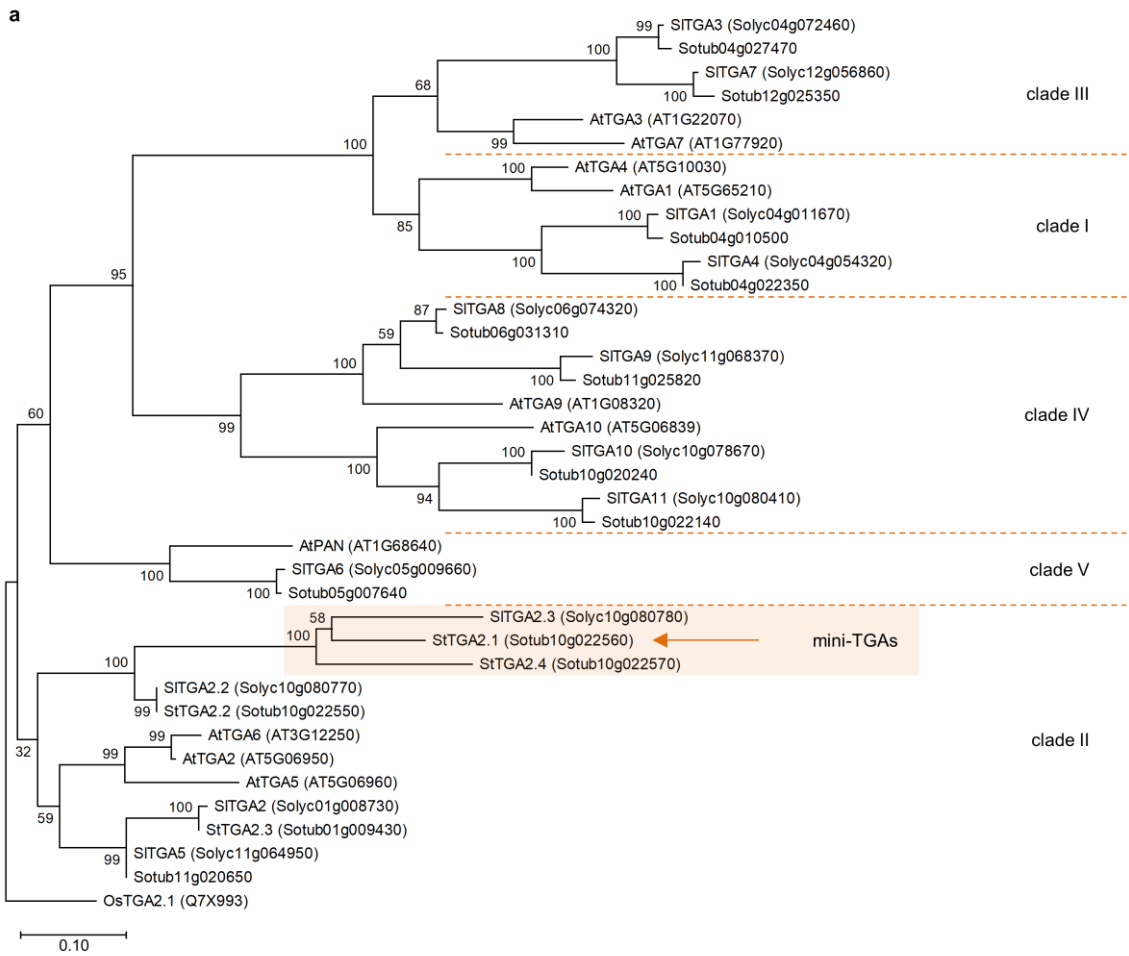 a
99 SlTGA3 (Solyc04g072460)
100 Sotub04g027470
SlTGA7 (Solyc12g056860)
68 100 Sotub12g025350 clade III
AtTGA3 (AT1G22070)
100 99 AtTGA7 (AT1G77920)
100 AtTGA4 (AT5G10030)
AtTGA1 (AT5G65210)
85 100 SlTGA1 (Solyc04g011670) clade I
Sotub04g010500
100 SlTGA4 (Solyc04g054320)
95 100 Sotub04g022350
87 SlTGA8 (Solyc06g074320)
59 Sotub06g031310
100 SlTGA9 (Solyc11g068370)
100 Sotub11g025820
AtTGA9 (AT1G08320)
60 99 AtTGA10 (AT5G06839) clade IV
100 100 SlTGA10 (Solyc10g078670)
Sotub10g020240
94 SlTGA11 (Solyc10g080410)
100 Sotub10g022140
AtPAN (AT1G68640)
100 SlTGA6 (Solyc05g009660) clade V
100 Sotub05g007640
58 SlTGA2.3 (Solyc10g080780)
100 StTGA2.1 (Sotub10g022560) mini-TGAs
100 StTGA2.4 (Sotub10g022570)
SlTGA2.2 (Solyc10g080770)
99 StTGA2.2 (Sotub10g022550)
99 AtTGA6 (AT3G12250)
32 99 AtTGA2 (AT5G06950) clade II
AtTGA5 (AT5G06960)
59 100 SlTGA2 (Solyc01g008730)
StTGA2.3 (Sotub01g009430)
99 SlTGA5 (Solyc11g064950)
Sotub11g020650
OsTGA2.1 (Q7X993)
0.10